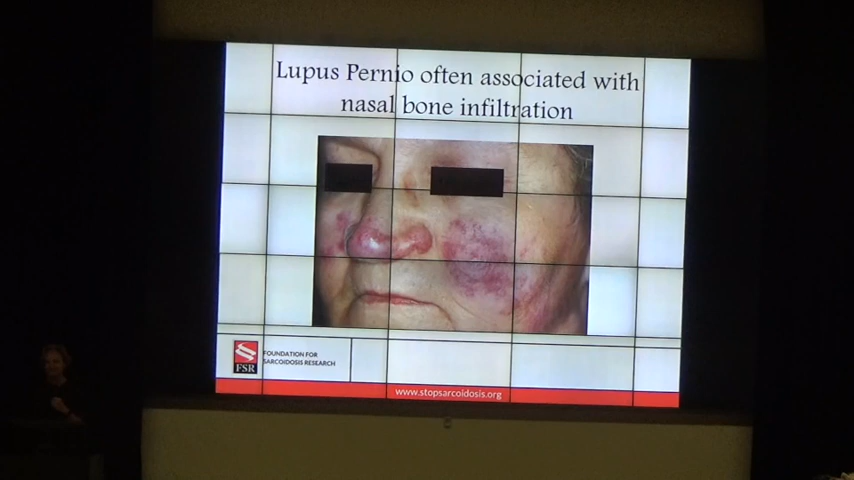 Lupus Pernio often associated with
nasal bone infiltration
FSR
FOUNDATION FOR
SARCOIDOSIS RESEARCH
www.stopsarcoidosis.org